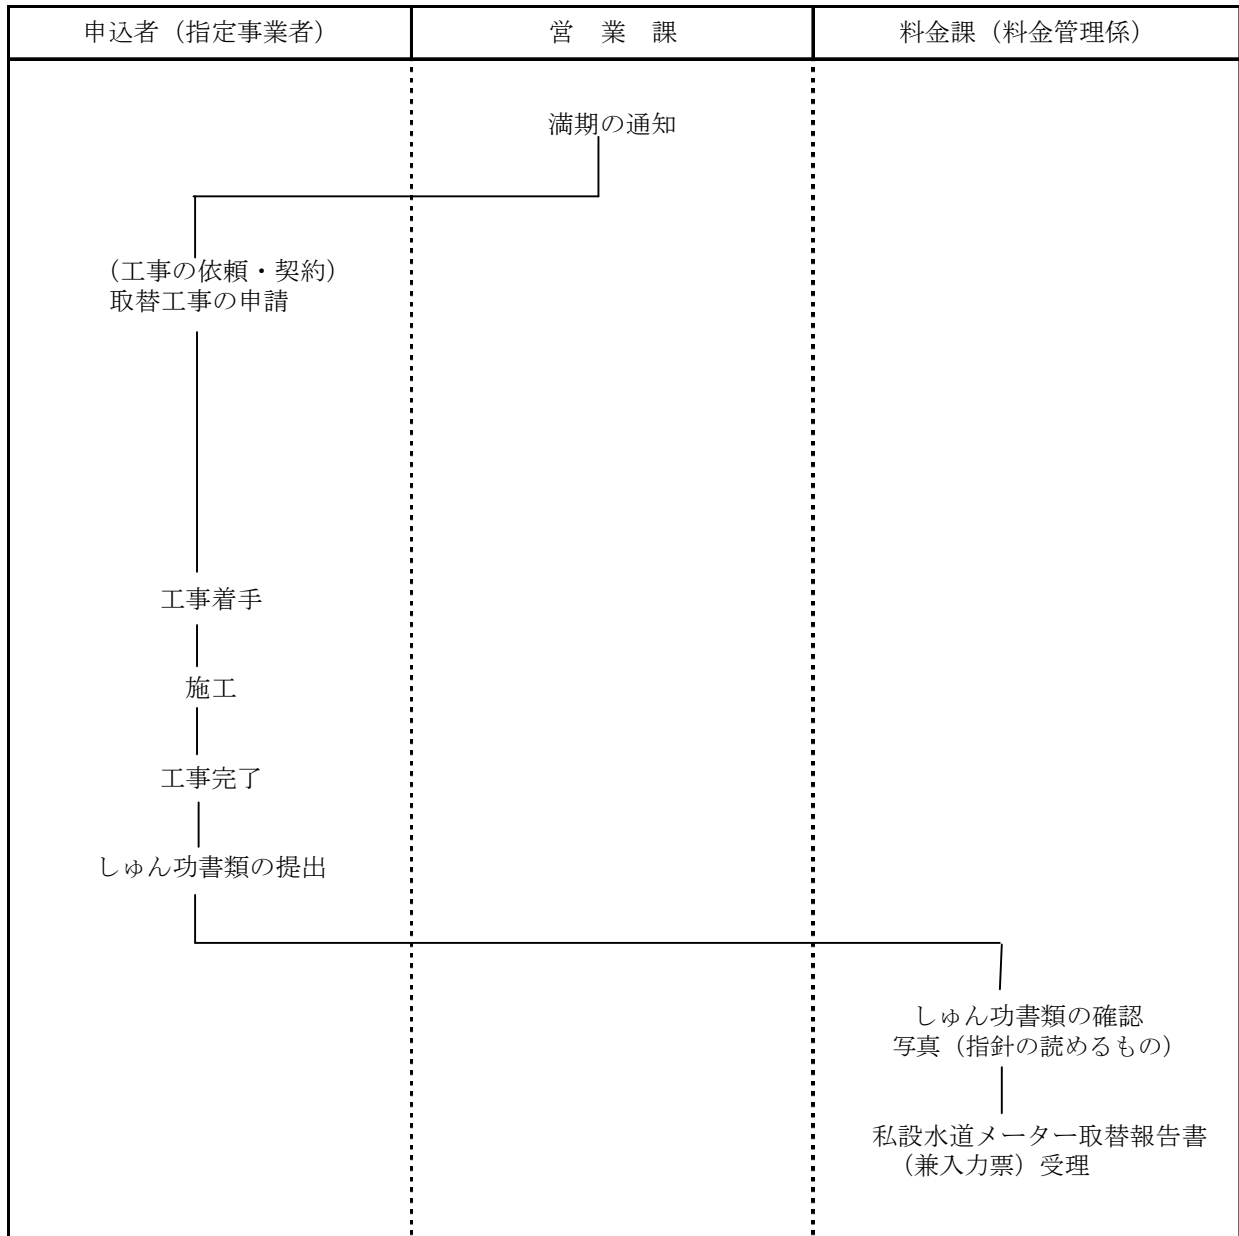 申込者（指定事業者）
営　業　課
料金課（料金管理係）
満期の通知
（工事の依頼・契約）
取替工事の申請
工事着手
施工
工事完了
しゅん功書類の提出
しゅん功書類の確認
写真（指針の読めるもの）
私設水道メーター取替報告書
（兼入力票）受理